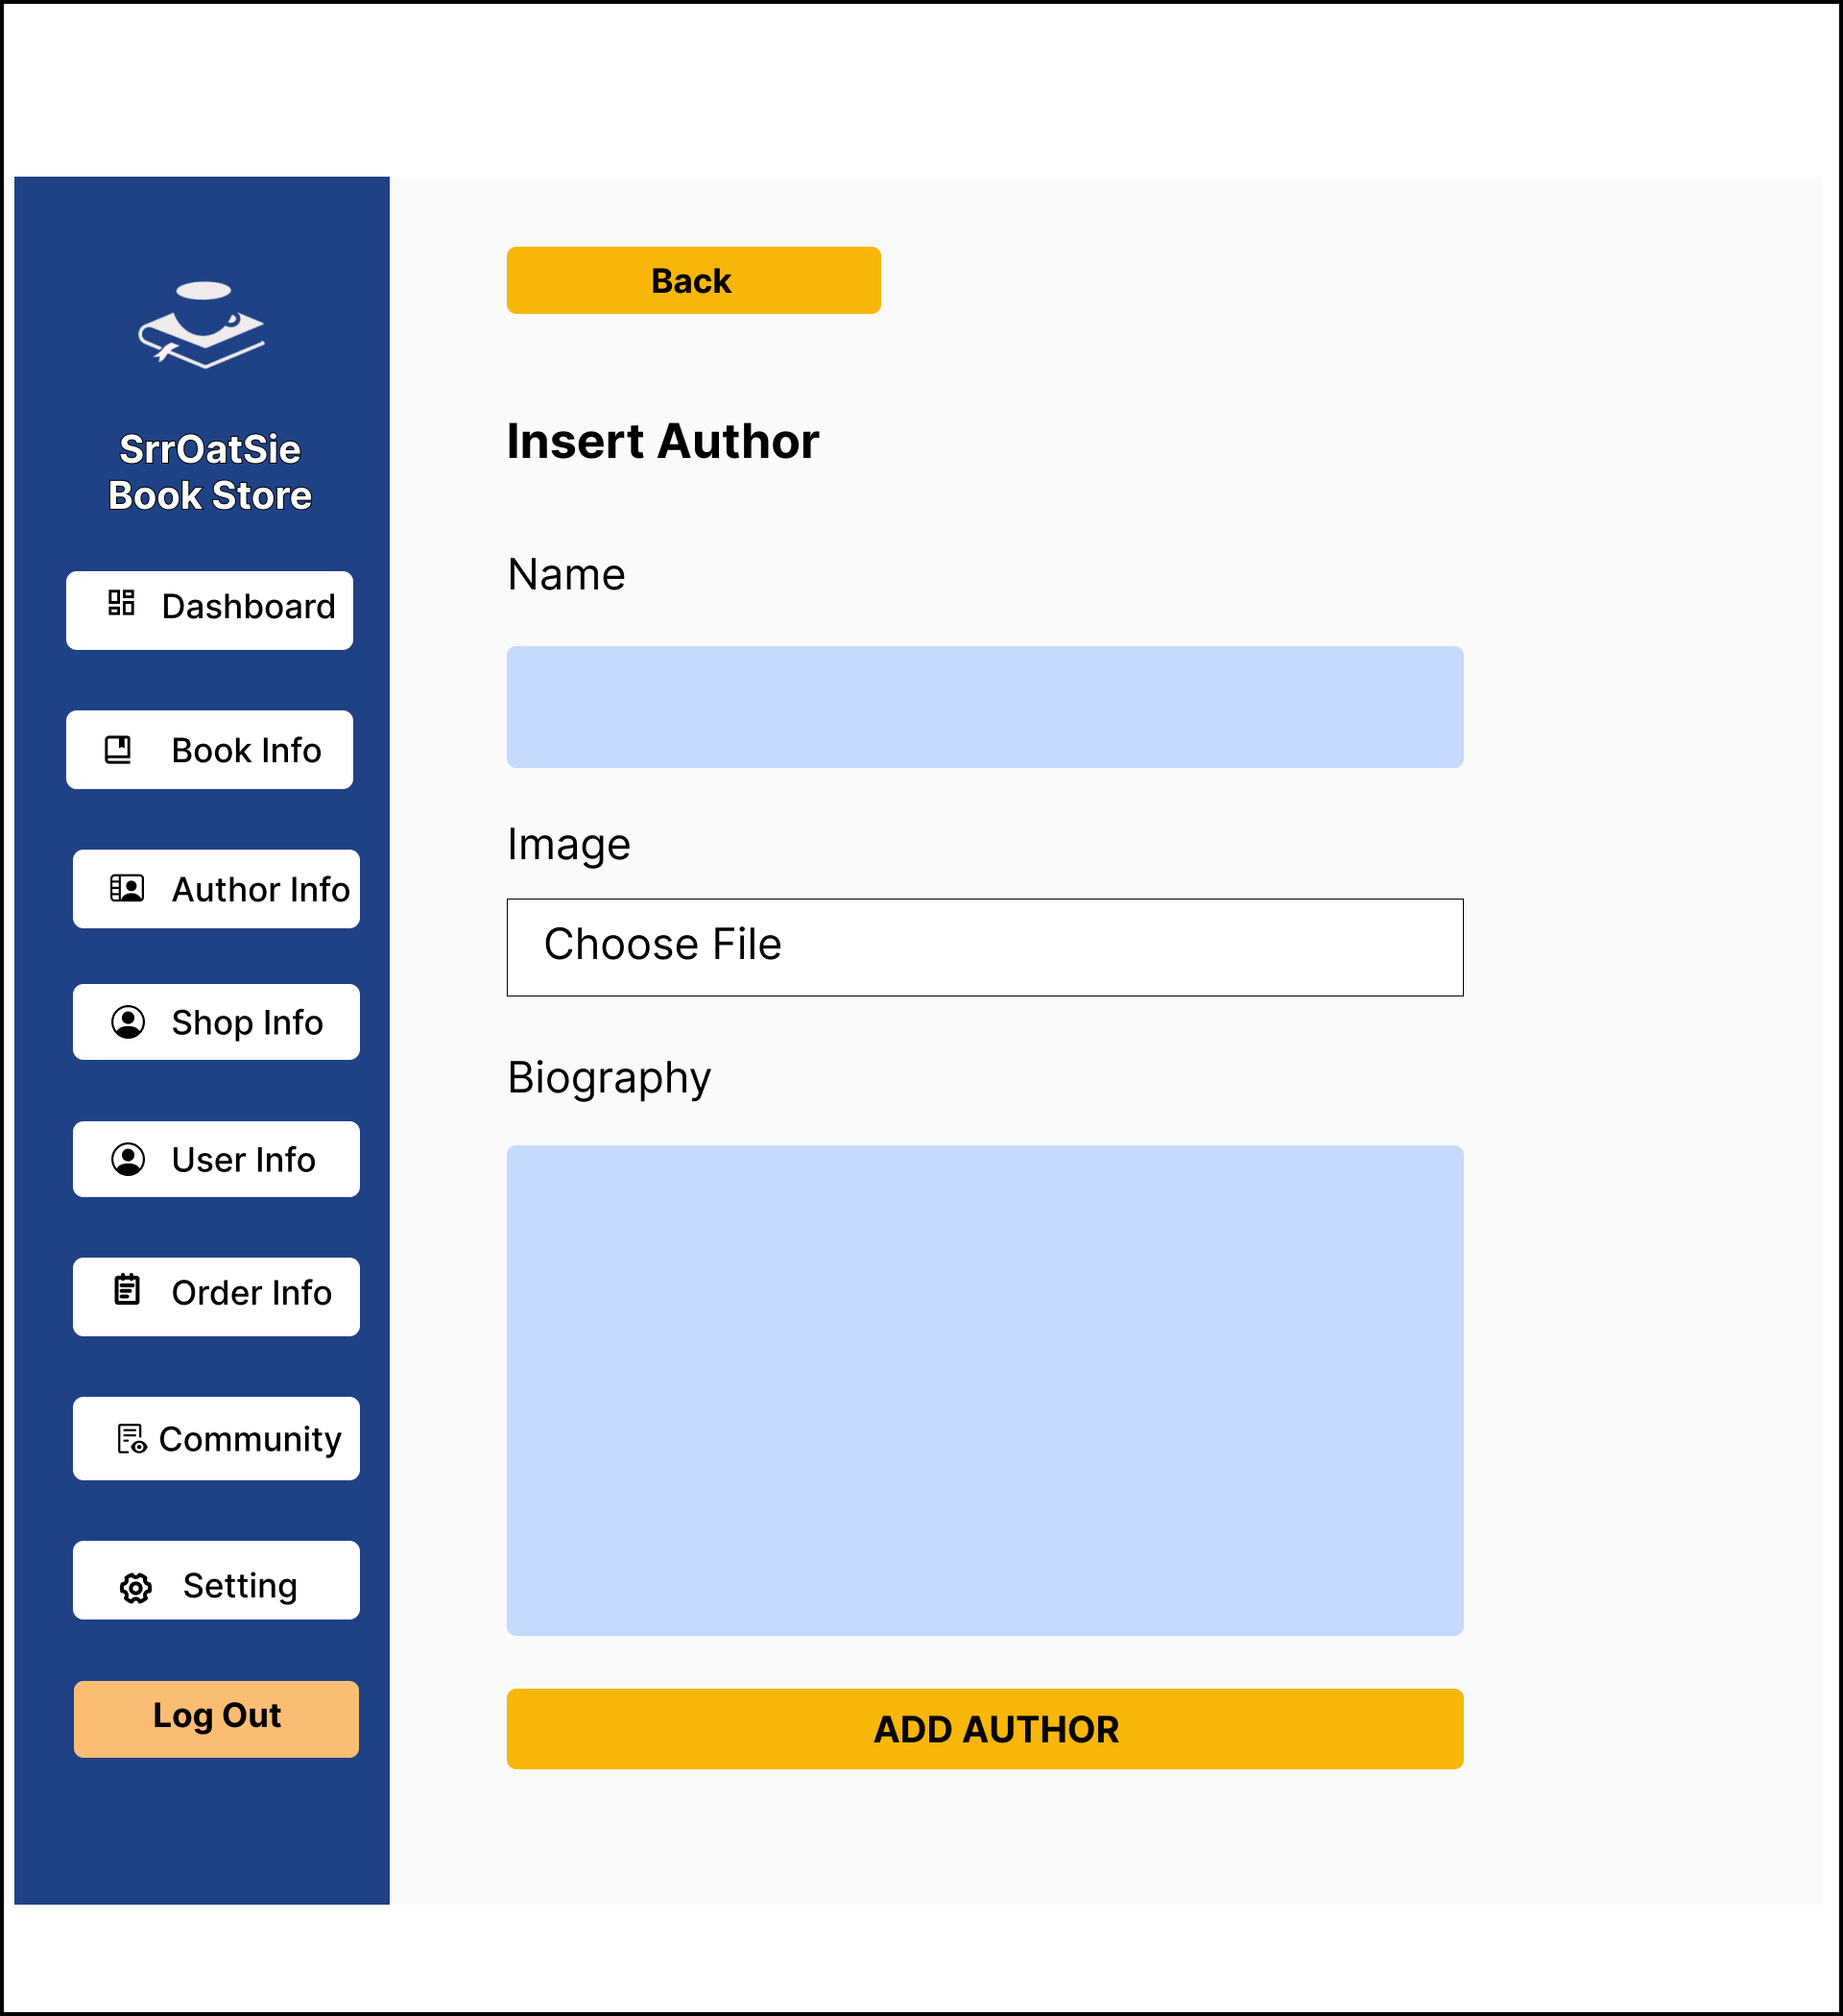 SrrOatSie
Book Store
Dashboard
Book Info
Author Info
Shop Info
User Info
Order Info
Community
Setting
Log Out
Back
Insert Author
Name
Image
Choose File
Biography
ADD AUTHOR